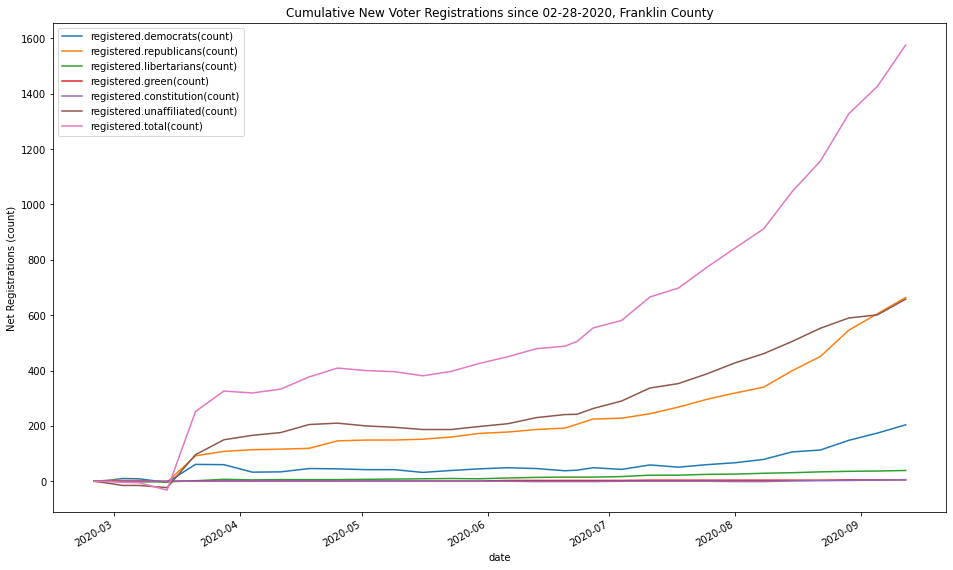 Cumulative New Voter Registrations since 02-28-2020, Franklin County
registered.democrats(count)
registered.republicans(count)
registered.libertarians(count)
registered.green(count)
registered.constitution(count)
registered.unaffiliated(count)
registered.total(count)
Net Registrations (count)
1600
1400
1200
1000
800
600
400
200
0
2020-03
2020-04
2020-05
2020-06
2020-07
2020-08
2020-09
date